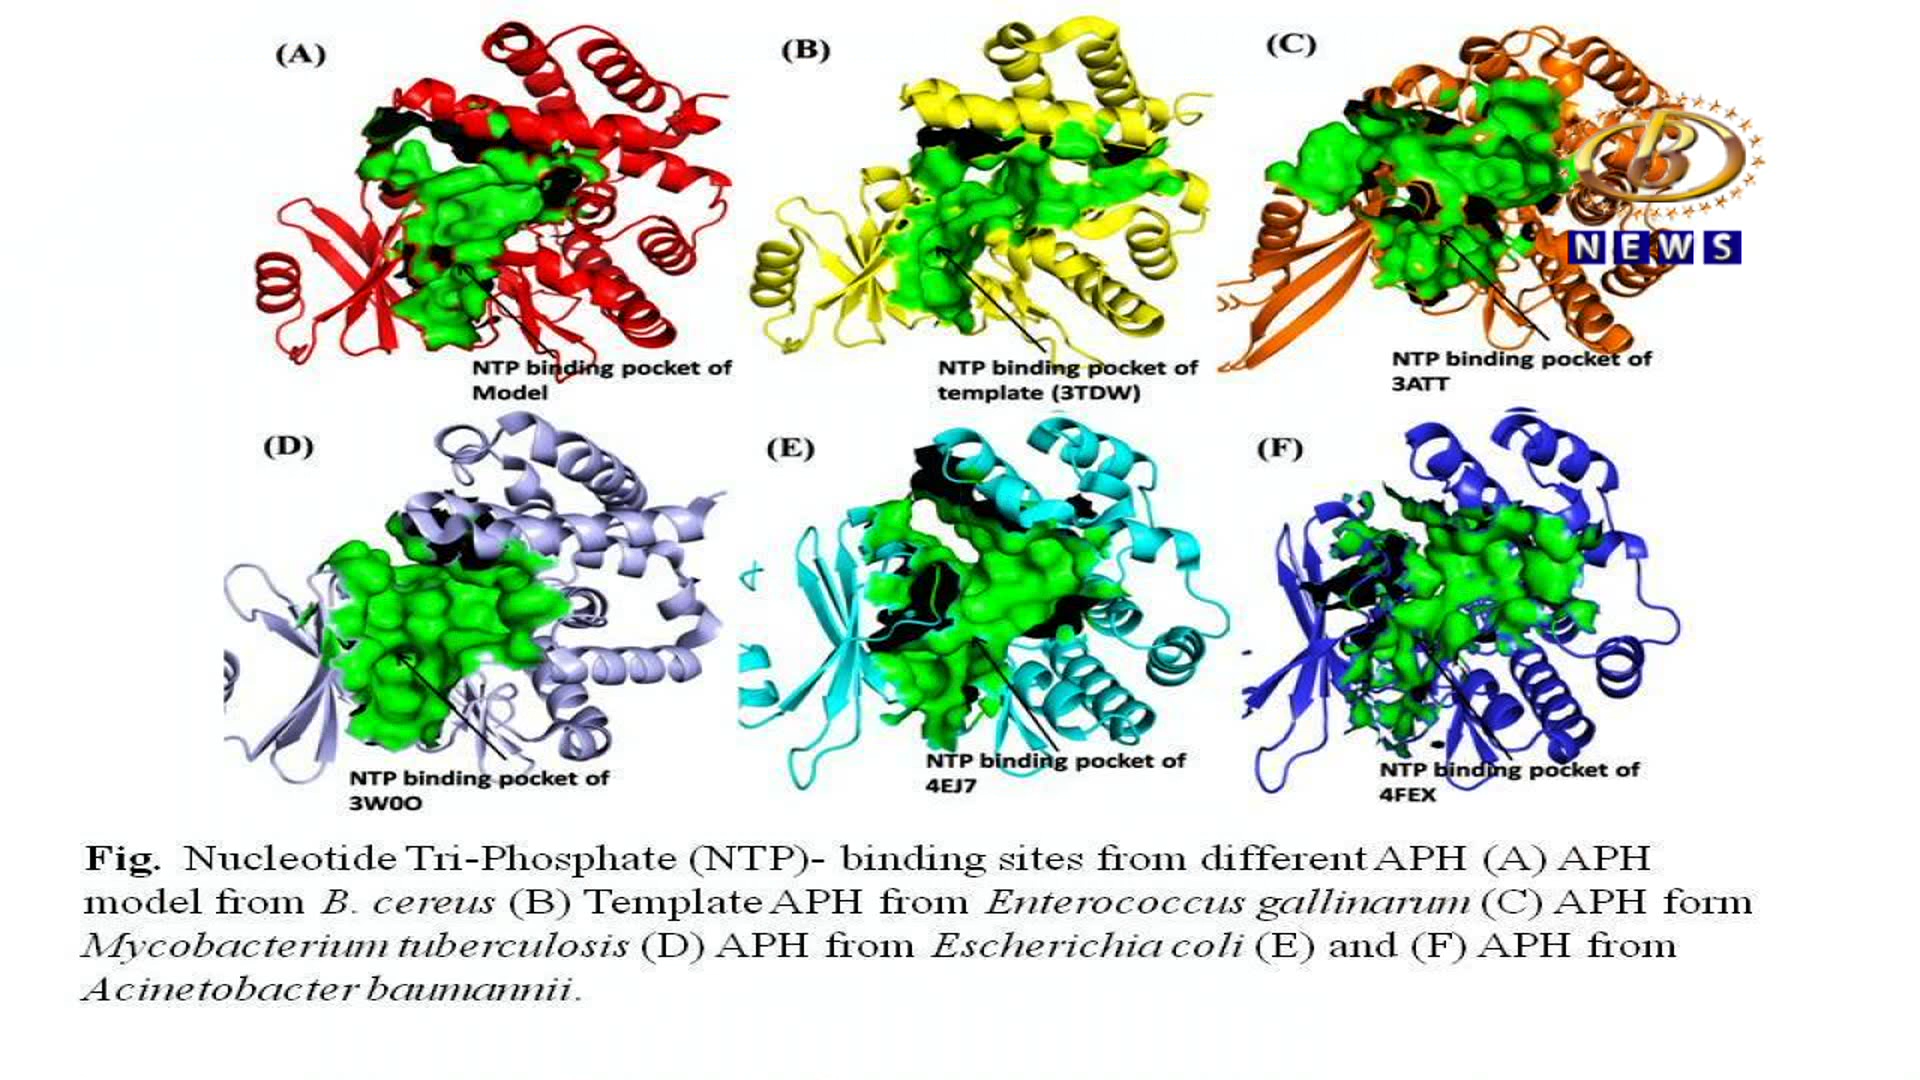 (A)
(B)
(C)
B
NEWS
NTP binding pocket of
Model
NTP binding pocket of
template (3TDW)
NTP binding pocket of
3ATT
(D)
(E)
(F)
NTP binding pocket of
3W0O
NTP binding pocket of
4EJ7
NTP binding pocket of
4FEX
Fig. Nucleotide Tri-Phosphate (NTP)- binding sites from different APH (A) APH
model from B. cereus (B) Template APH from Enterococcus gallinarum (C) APH form
Mycobacterium tuberculosis (D) APH from Escherichia coli (E) and (F) APH from
Acinetobacter baumannii.